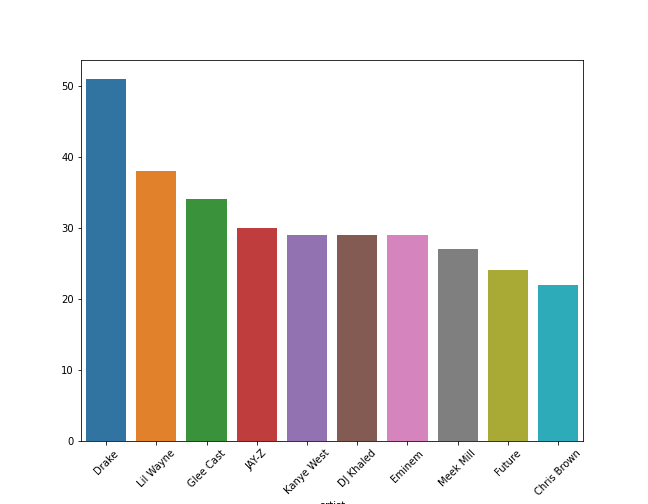 50
40
30
20
10
0
Drake
Lil Wayne
Glee Cast
JAY-Z
Kanye West
DJ Khaled
Eminem
Meek Mill
Future
Chris Brown
artist